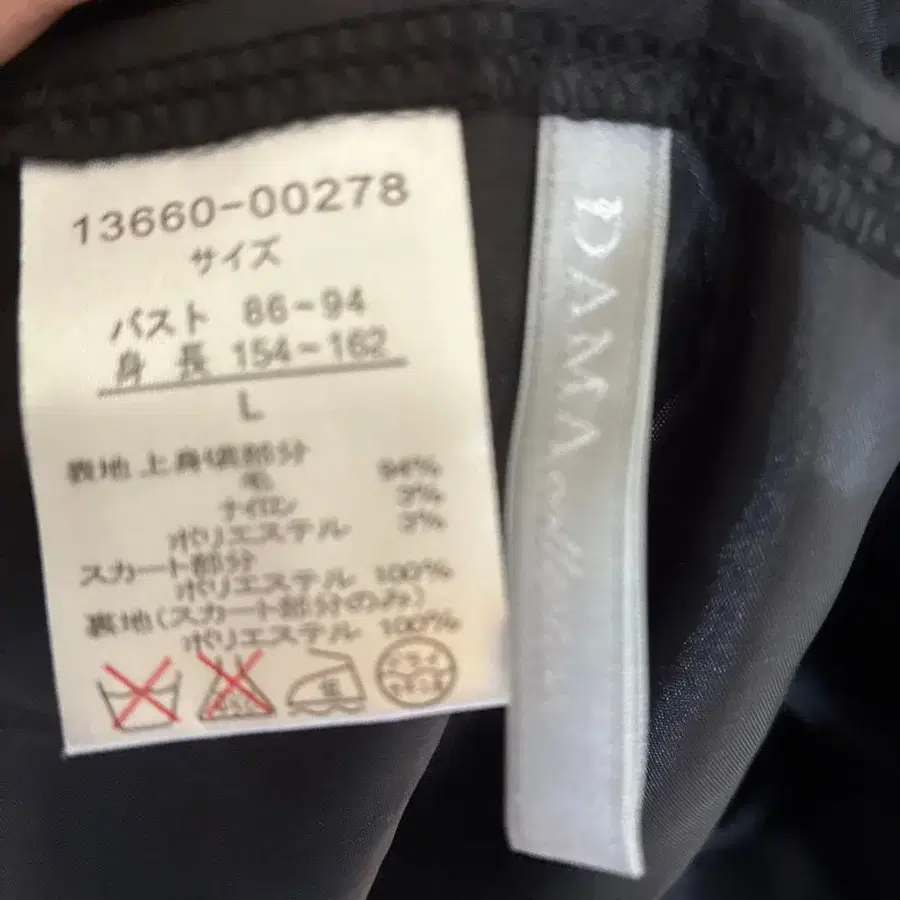 13660-00278
サイズ
バスト 86~94
身長 154~162
L
表地 上身頃部分
毛 94%
ナイロン 3%
ポリエステル 3%
スカート部分
ポリエステル 100%
裏地(スカート部分のみ)
ポリエステル 100%
ドライ
DAMA